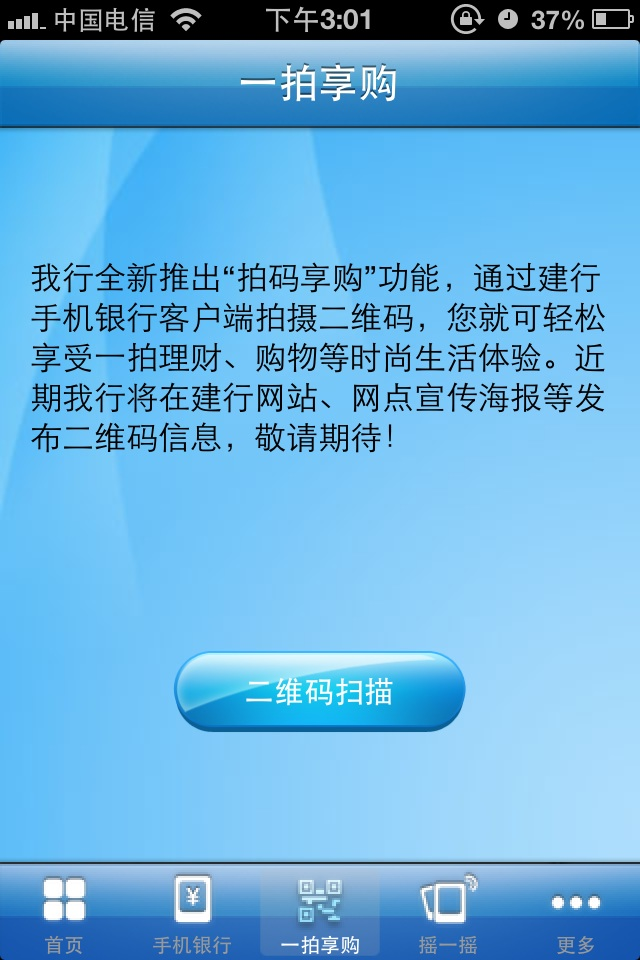 中国电信 下午3:01 37%
一拍享购
我行全新推出“拍码享购”功能，通过建行
手机银行客户端拍摄二维码，您就可轻松
享受一拍理财、购物等时尚生活体验。近
期我行将在建行网站、网点宣传海报等发
布二维码信息，敬请期待！
二维码扫描
¥
首页 手机银行 一拍享购 摇一摇 更多